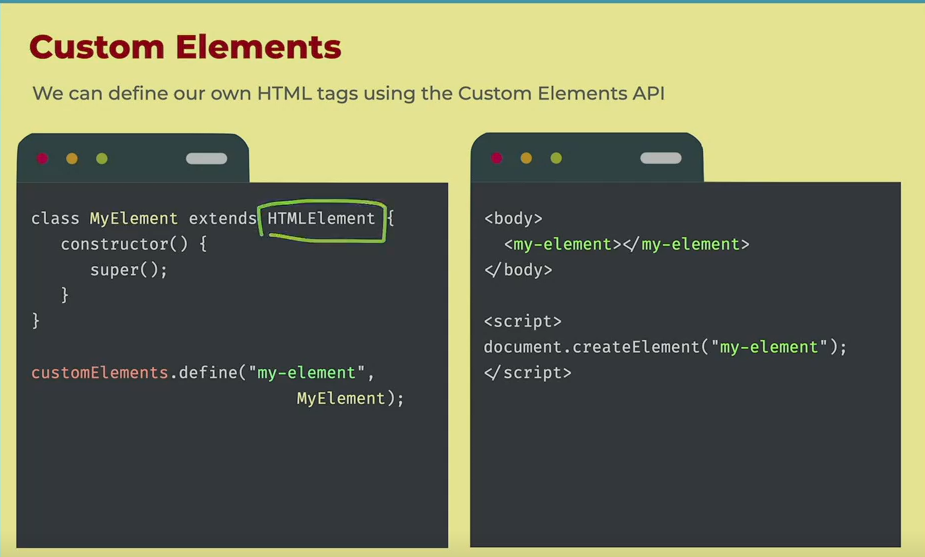 Custom Elements
We can define our own HTML tags using the Custom Elements API
class MyElement extends HTMLElement {
constructor() {
super();
}
}
customElements.define("my-element",
MyElement);
<body>
<my-element></my-element>
</body>
<script>
document.createElement("my-element");
</script>